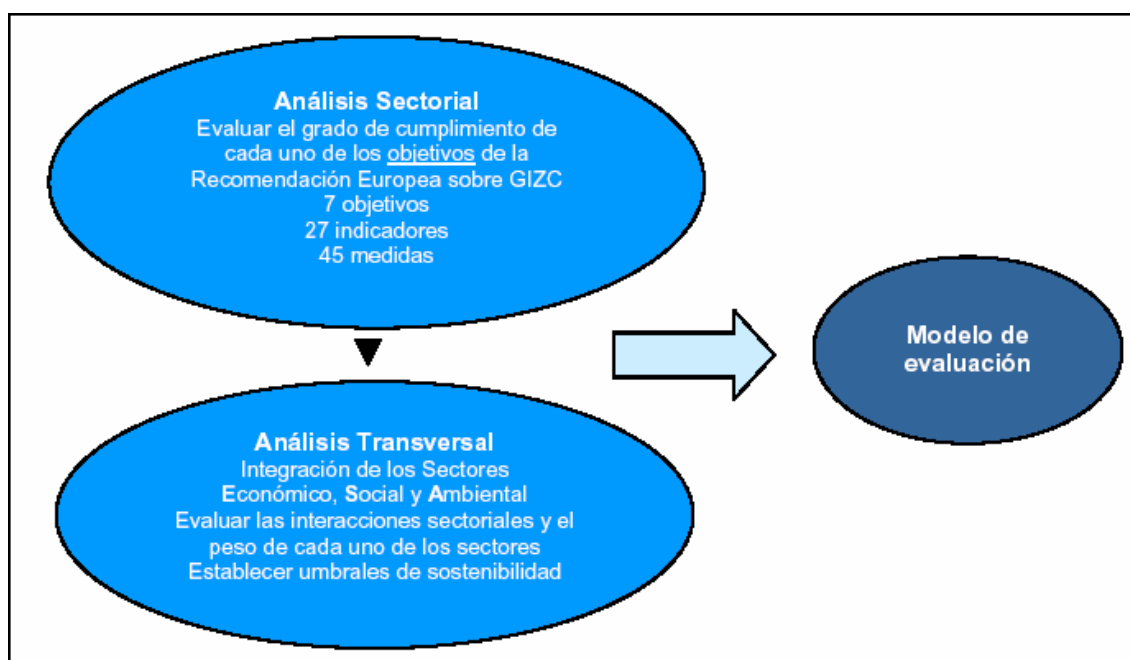 Análisis Sectorial
Evaluar el grado de cumplimiento de
cada uno de los objetivos de la
Recomendación Europea sobre GIZC
7 objetivos
27 indicadores
45 medidas
Modelo de
evaluación
Análisis Transversal
Integración de los Sectores
Económico, Social y Ambiental
Evaluar las interacciones sectoriales y el
peso de cada uno de los sectores
Establecer umbrales de sostenibilidad